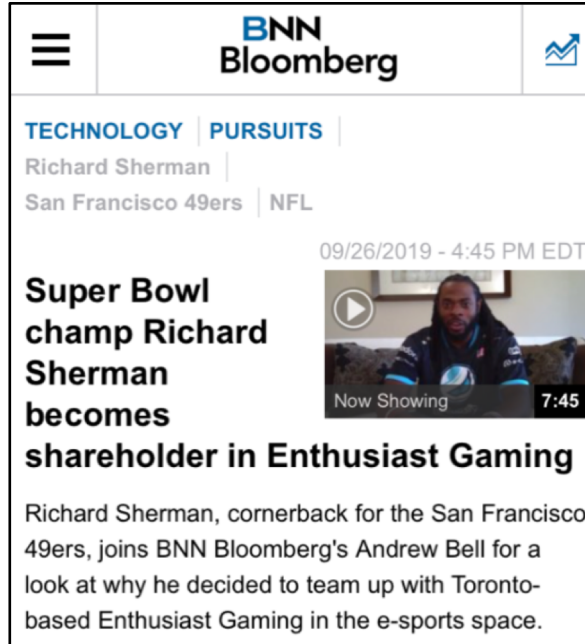 BNN
Bloomberg
TECHNOLOGY PURSUITS
Richard Sherman
San Francisco 49ers NFL
09/26/2019 - 4:45 PM EDT
Super Bowl
champ Richard
Sherman
becomes
shareholder in Enthusiast Gaming
Now Showing 7:45
Richard Sherman, cornerback for the San Francisco
49ers, joins BNN Bloomberg's Andrew Bell for a
look at why he decided to team up with Toronto-
based Enthusiast Gaming in the e-sports space.